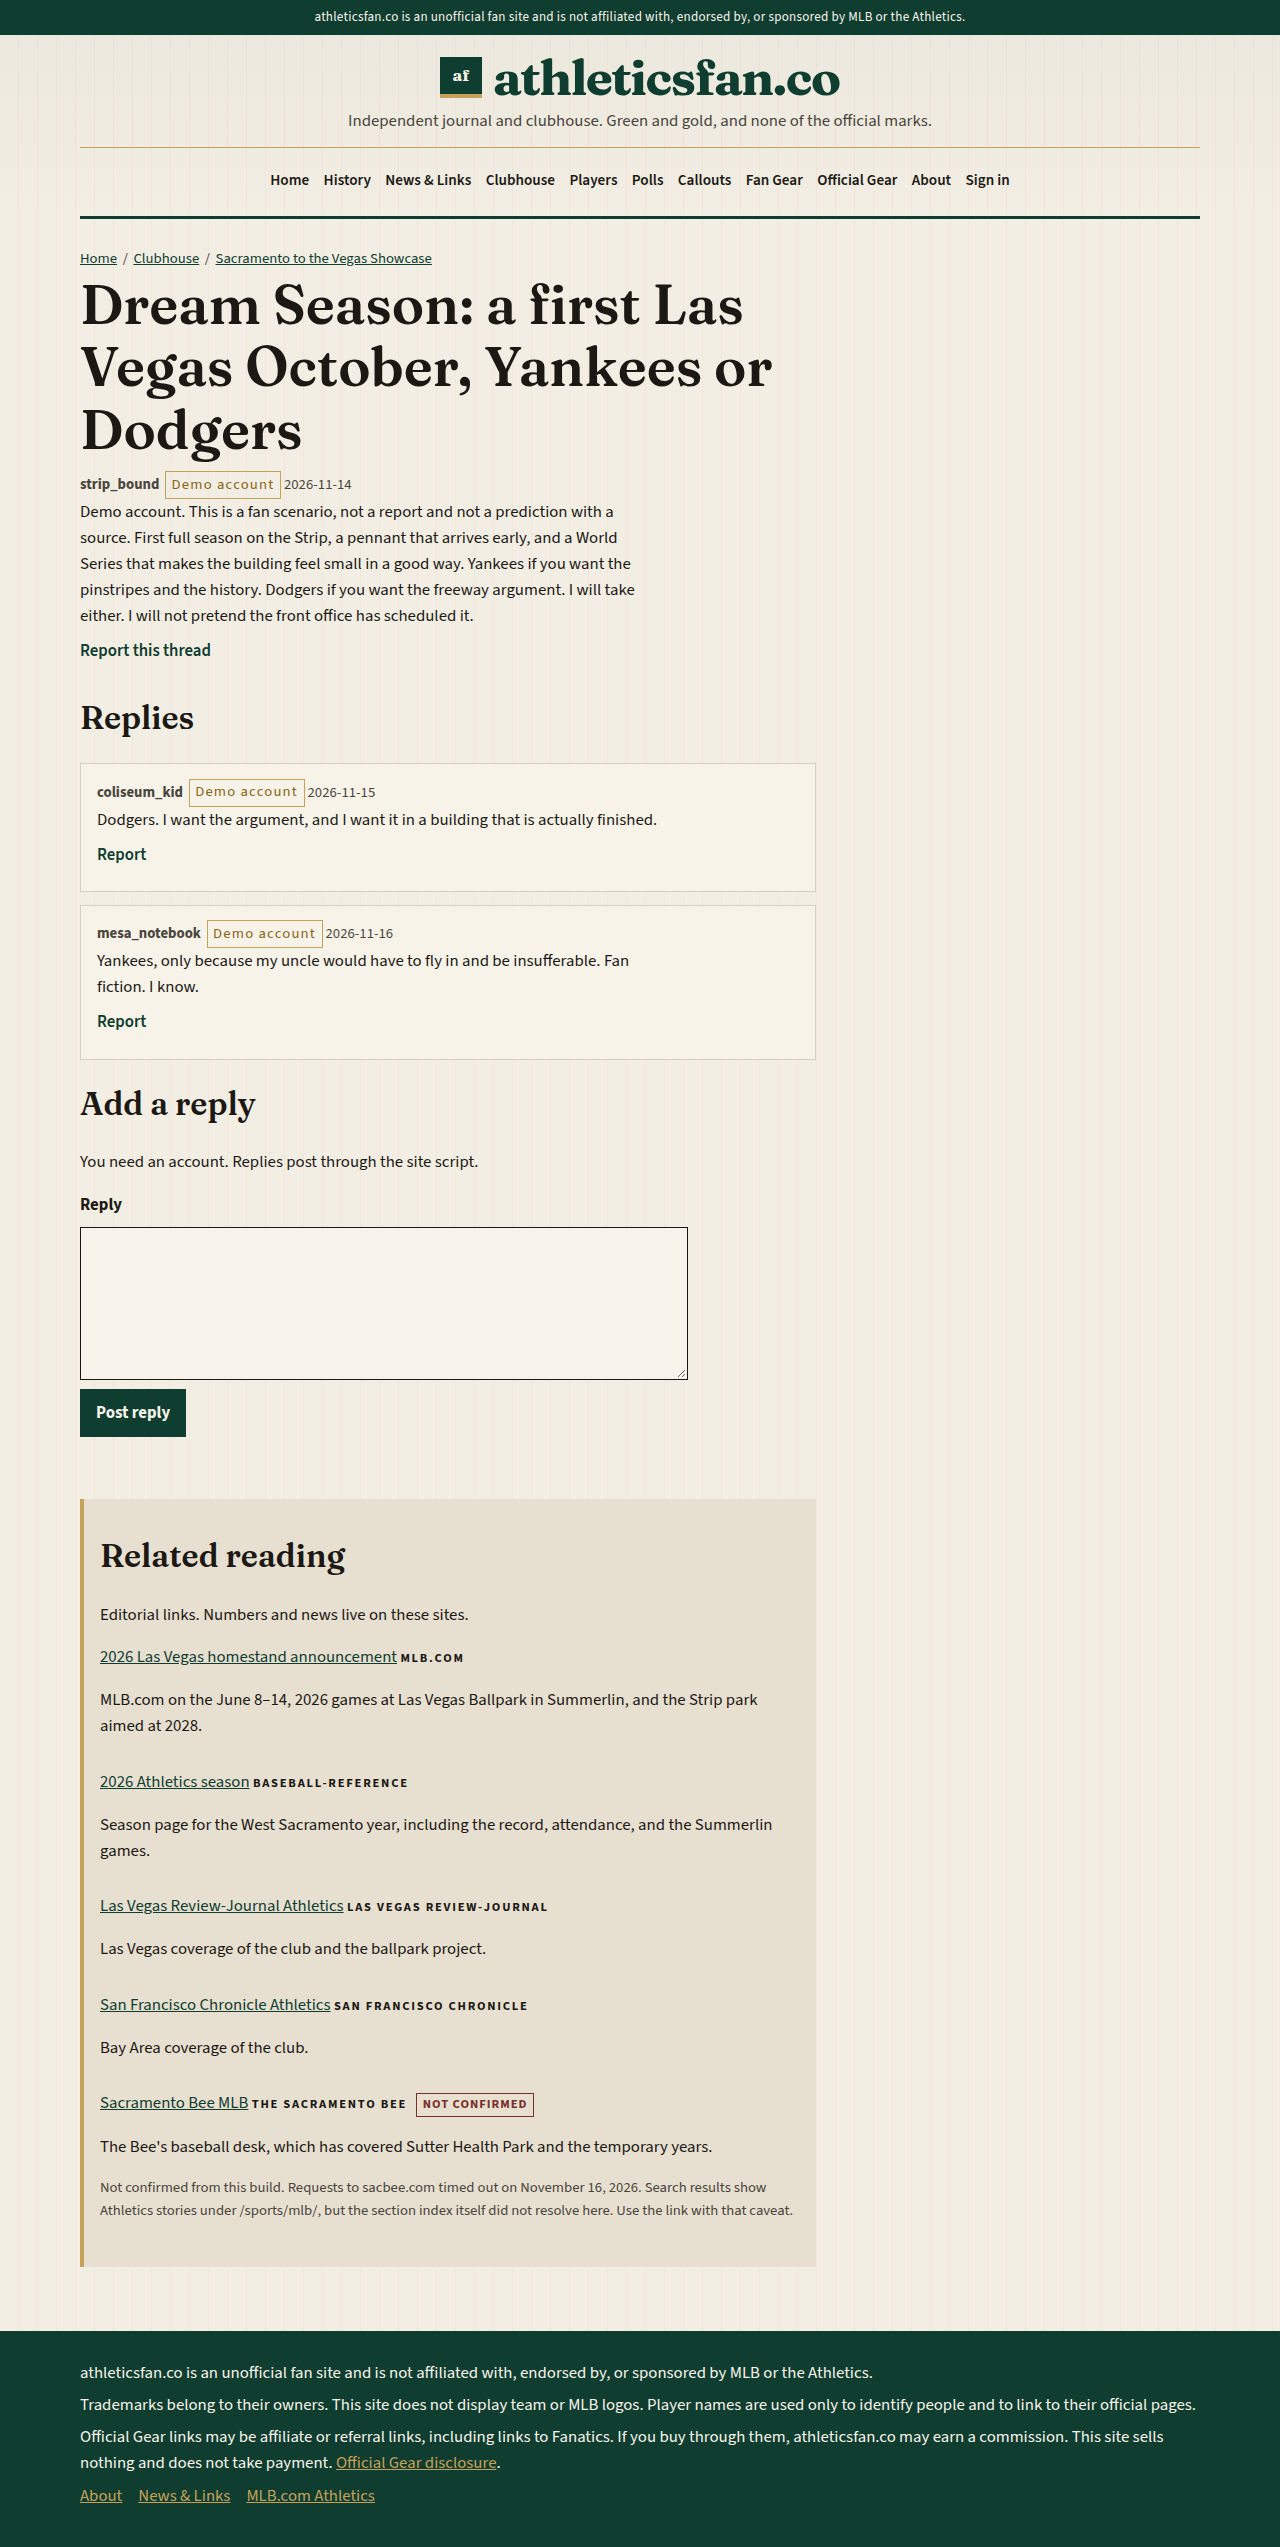 athleticsfan.co is an unofficial fan site and is not affiliated with, endorsed by, or sponsored by MLB or the Athletics.
af athleticsfan.co
Independent journal and clubhouse. Green and gold, and none of the official marks.
Home History News & Links Clubhouse Players Polls Callouts Fan Gear Official Gear About Sign in
Home / Clubhouse / Sacramento to the Vegas Showcase
Dream Season: a first Las
Vegas October, Yankees or
Dodgers
strip_bound Demo account 2026-11-14
Demo account. This is a fan scenario, not a report and not a prediction with a
source. First full season on the Strip, a pennant that arrives early, and a World
Series that makes the building feel small in a good way. Yankees if you want the
pinstripes and the history. Dodgers if you want the freeway argument. I will take
either. I will not pretend the front office has scheduled it.
Report this thread
Replies
coliseum_kid Demo account 2026-11-15
Dodgers. I want the argument, and I want it in a building that is actually finished.
Report
mesa_notebook Demo account 2026-11-16
Yankees, only because my uncle would have to fly in and be insufferable. Fan
fiction. I know.
Report
Add a reply
You need an account. Replies post through the site script.
Reply
Post reply
Related reading
Editorial links. Numbers and news live on these sites.
2026 Las Vegas homestand announcement MLB.COM
MLB.com on the June 8–14, 2026 games at Las Vegas Ballpark in Summerlin, and the Strip park
aimed at 2028.
2026 Athletics season BASEBALL-REFERENCE
Season page for the West Sacramento year, including the record, attendance, and the Summerlin
games.
Las Vegas Review-Journal Athletics LAS VEGAS REVIEW-JOURNAL
Las Vegas coverage of the club and the ballpark project.
San Francisco Chronicle Athletics SAN FRANCISCO CHRONICLE
Bay Area coverage of the club.
Sacramento Bee MLB THE SACRAMENTO BEE NOT CONFIRMED
The Bee's baseball desk, which has covered Sutter Health Park and the temporary years.
Not confirmed from this build. Requests to sacbee.com timed out on November 16, 2026. Search results show
Athletics stories under /sports/mlb/, but the section index itself did not resolve here. Use the link with that caveat.
athleticsfan.co is an unofficial fan site and is not affiliated with, endorsed by, or sponsored by MLB or the Athletics.
Trademarks belong to their owners. This site does not display team or MLB logos. Player names are used only to identify people and to link to their official pages.
Official Gear links may be affiliate or referral links, including links to Fanatics. If you buy through them, athleticsfan.co may earn a commission. This site sells
nothing and does not take payment. Official Gear disclosure.
About News & Links MLB.com Athletics